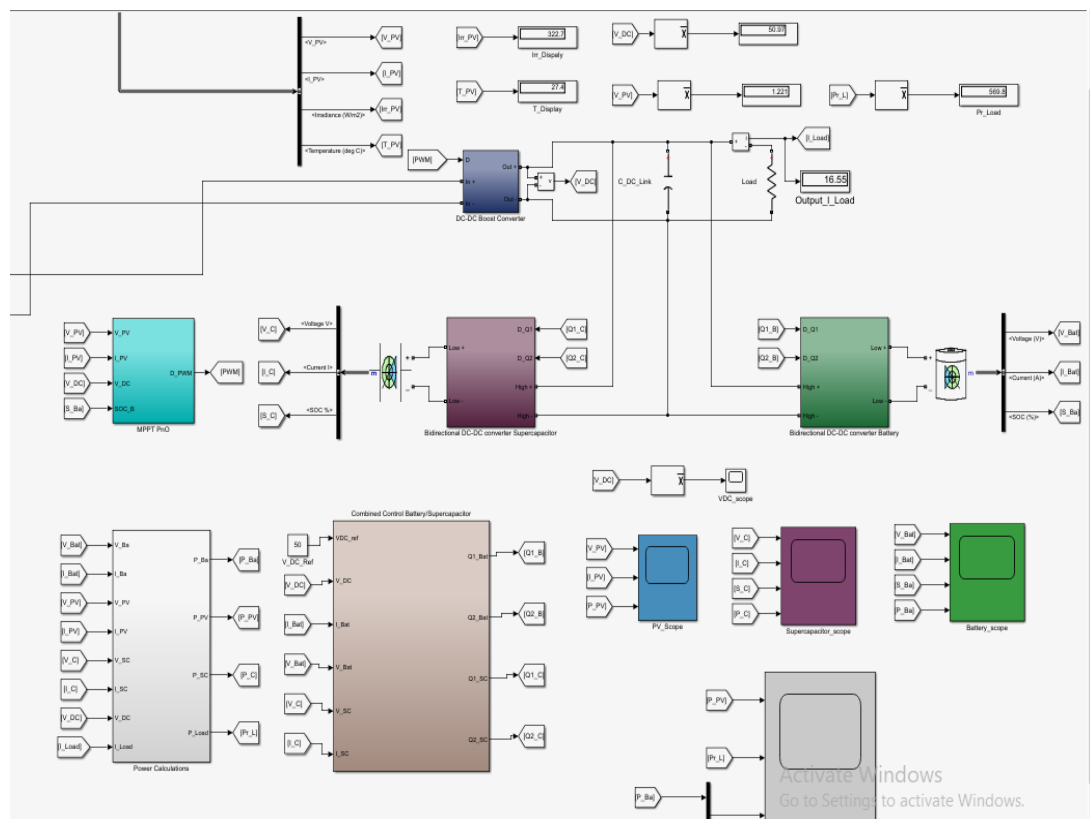 <V_PV>
[V_PV]
<I_PV>
[I_PV]
<Irradiance (W/m2)>
[Irr_PV]
<Temperature (deg C)>
[T_PV]
[Irr_PV]
322.7
Irr_Dispaly
[T_PV]
27.4
T_Display
[V_DC]
x
50.97
[V_PV]
x
1.221
[Pr_L]
x
569.8
Pr_Load
[PWM]
D
In +
In -
Out +
Out -
DC-DC Boost Converter
+
-
v
[V_DC]
C_DC_Link
Load
+
-
i
[I_Load]
16.55
Output_I_Load
[V_PV]
[I_PV]
[V_DC]
[S_Ba]
V_PV
I_PV
V_DC
SOC_B
D_PWM
MPPT PnO
[PWM]
[V_C]
<Voltage V>
[I_C]
<Current I>
[S_C]
<SOC %>
m
+
-
Low +
Low -
D_Q1
D_Q2
High +
High -
Bidirectional DC-DC converter Supercapacitor
[Q1_C]
[Q2_C]
[Q1_B]
[Q2_B]
D_Q1
D_Q2
High +
High -
Low +
Low -
Bidirectional DC-DC converter Battery
+
-
m
<Voltage (V)>
[V_Bat]
<Current (A)>
[I_Bat]
<SOC (%)>
[S_Ba]
[V_DC]
x
VDC_scope
[V_Bat]
[I_Bat]
[V_PV]
[I_PV]
[V_C]
[I_C]
[V_DC]
[I_Load]
V_Ba
I_Ba
V_PV
I_PV
V_SC
I_SC
V_DC
I_Load
P_Ba
P_PV
P_SC
P_Load
[P_Ba]
[P_PV]
[P_C]
[Pr_L]
Power Calculations
Combined Control Battery/Supercapacitor
50
V_DC_Ref
[V_DC]
[I_Bat]
[V_Bat]
[V_C]
[I_C]
VDC_ref
V_DC
I_Bat
V_Bat
V_SC
I_SC
Q1_Bat
Q2_Bat
Q1_SC
Q2_SC
[Q1_B]
[Q2_B]
[Q1_C]
[Q2_C]
[V_PV]
[I_PV]
[P_PV]
PV_Scope
[V_C]
[I_C]
[S_C]
[P_C]
Supercapacitor_scope
[V_Bat]
[I_Bat]
[S_Ba]
[P_Ba]
Battery_scope
[P_PV]
[Pr_L]
[P_Ba]
Activate Windows
Go to Settings to activate Windows.